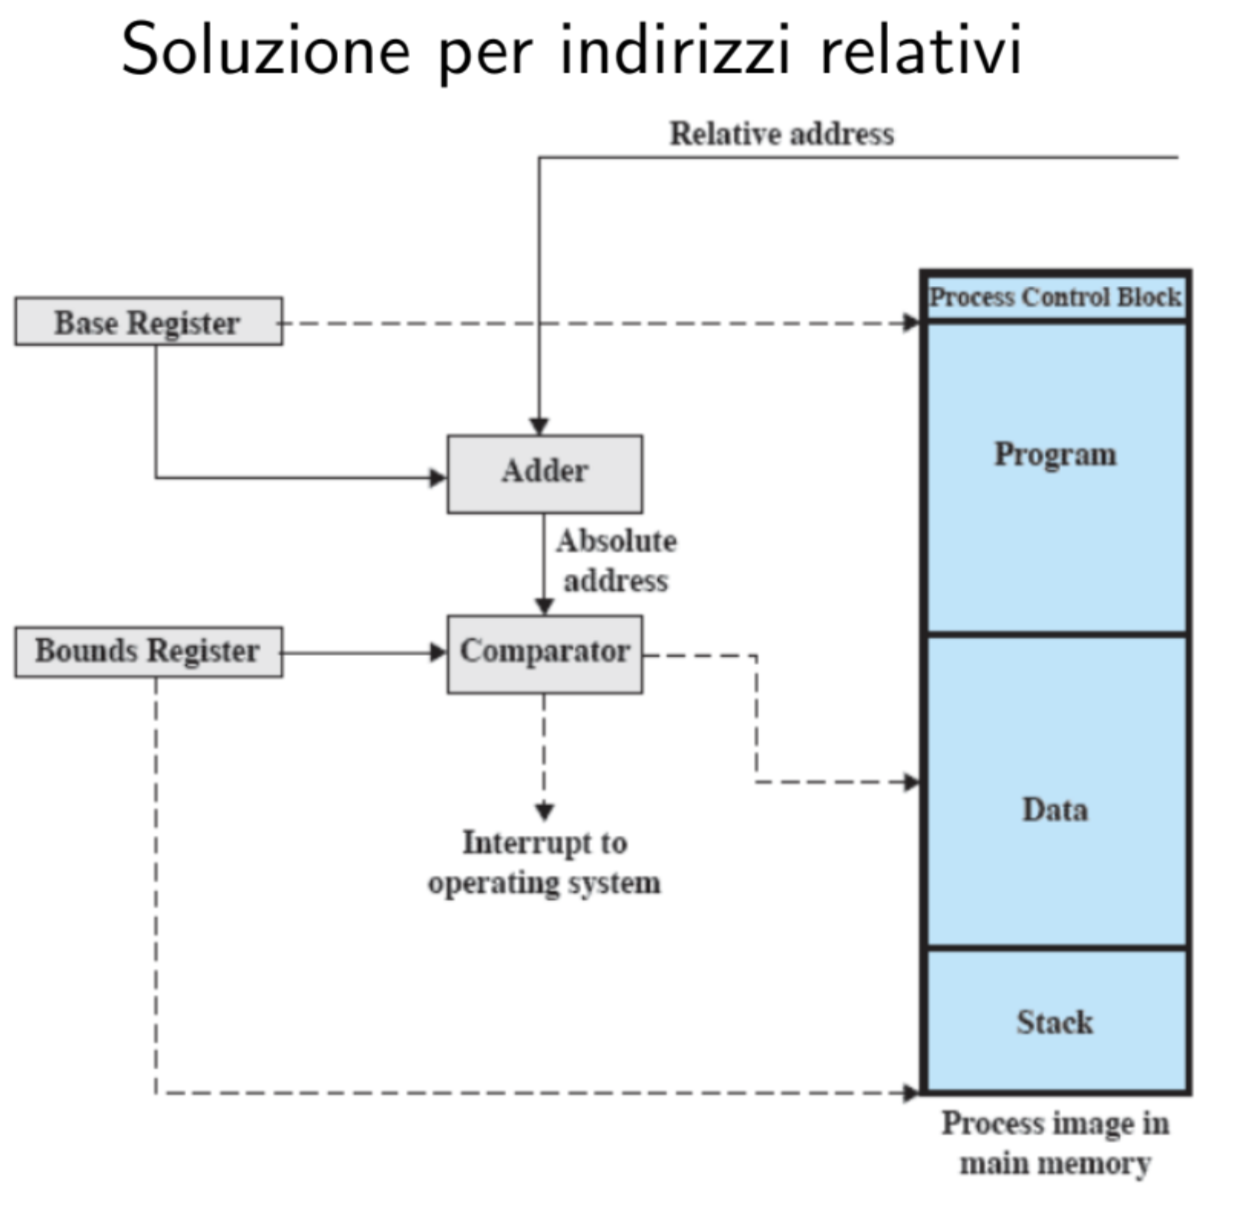 Soluzione per indirizzi relativi
Relative address
Process Control Block
Base Register
Program
Adder
Absolute
address
Bounds Register
Comparator
Data
Interrupt to
operating system
Stack
Process image in
main memory